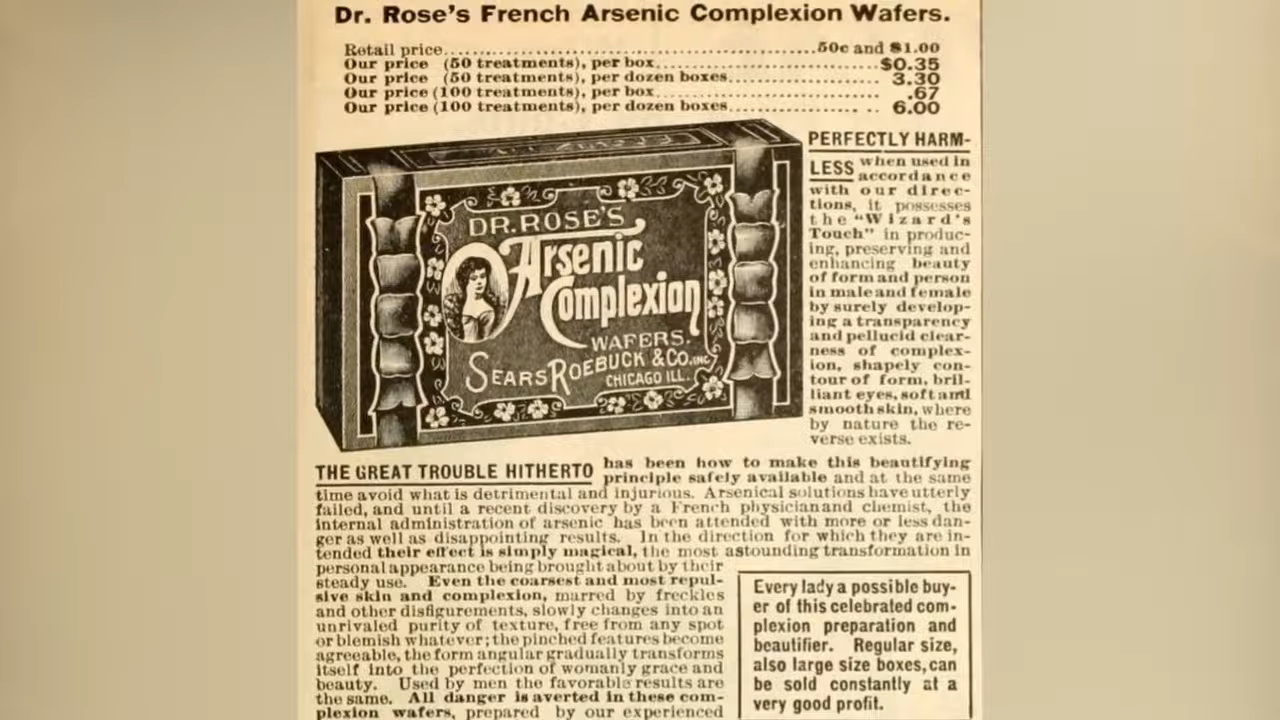 Dr. Rose's French Arsenic Complexion Wafers.
Retail price........................................................50c and $1.00
Our price (50 treatments), per box.................................$0.35
Our price (50 treatments), per dozen boxes...................... 3.30
Our price (100 treatments), per box................................ .67
Our price (100 treatments), per dozen boxes.................... 6.00
DR. ROSE'S
Arsenic
Complexion
WAFERS.
SEARS ROEBUCK & CO. INC
CHICAGO ILL.
PERFECTLY HARM-
LESS when used in
accordance
with our direc-
tions, it possesses
the "Wizard's
Touch" in produc-
ing, preserving and
enhancing beauty
of form and person
in male and female
by surely develop-
ing a transparency
and pellucid clear-
ness of complex-
ion, shapely con-
tour of form, bril-
liant eyes, soft and
smooth skin, where
by nature the re-
verse exists.
THE GREAT TROUBLE HITHERTO has been how to make this beautifying
principle safely available and at the same
time avoid what is detrimental and injurious. Arsenical solutions have utterly
failed, and until a recent discovery by a French physician and chemist, the
internal administration of arsenic has been attended with more or less dan-
ger as well as disappointing results. In the direction for which they are in-
tended their effect is simply magical, the most astounding transformation in
personal appearance being brought about by their
steady use. Even the coarsest and most repul-
sive skin and complexion, marred by freckles
and other disfigurements, slowly changes into an
unrivaled purity of texture, free from any spot
or blemish whatever; the pinched features become
agreeable, the form angular gradually transforms
itself into the perfection of womanly grace and
beauty. Used by men the favorable results are
the same. All danger is averted in these com-
plexion wafers, prepared by our experienced
Every lady a possible buy-
er of this celebrated com-
plexion preparation and
beautifier. Regular size,
also large size boxes, can
be sold constantly at a
very good profit.